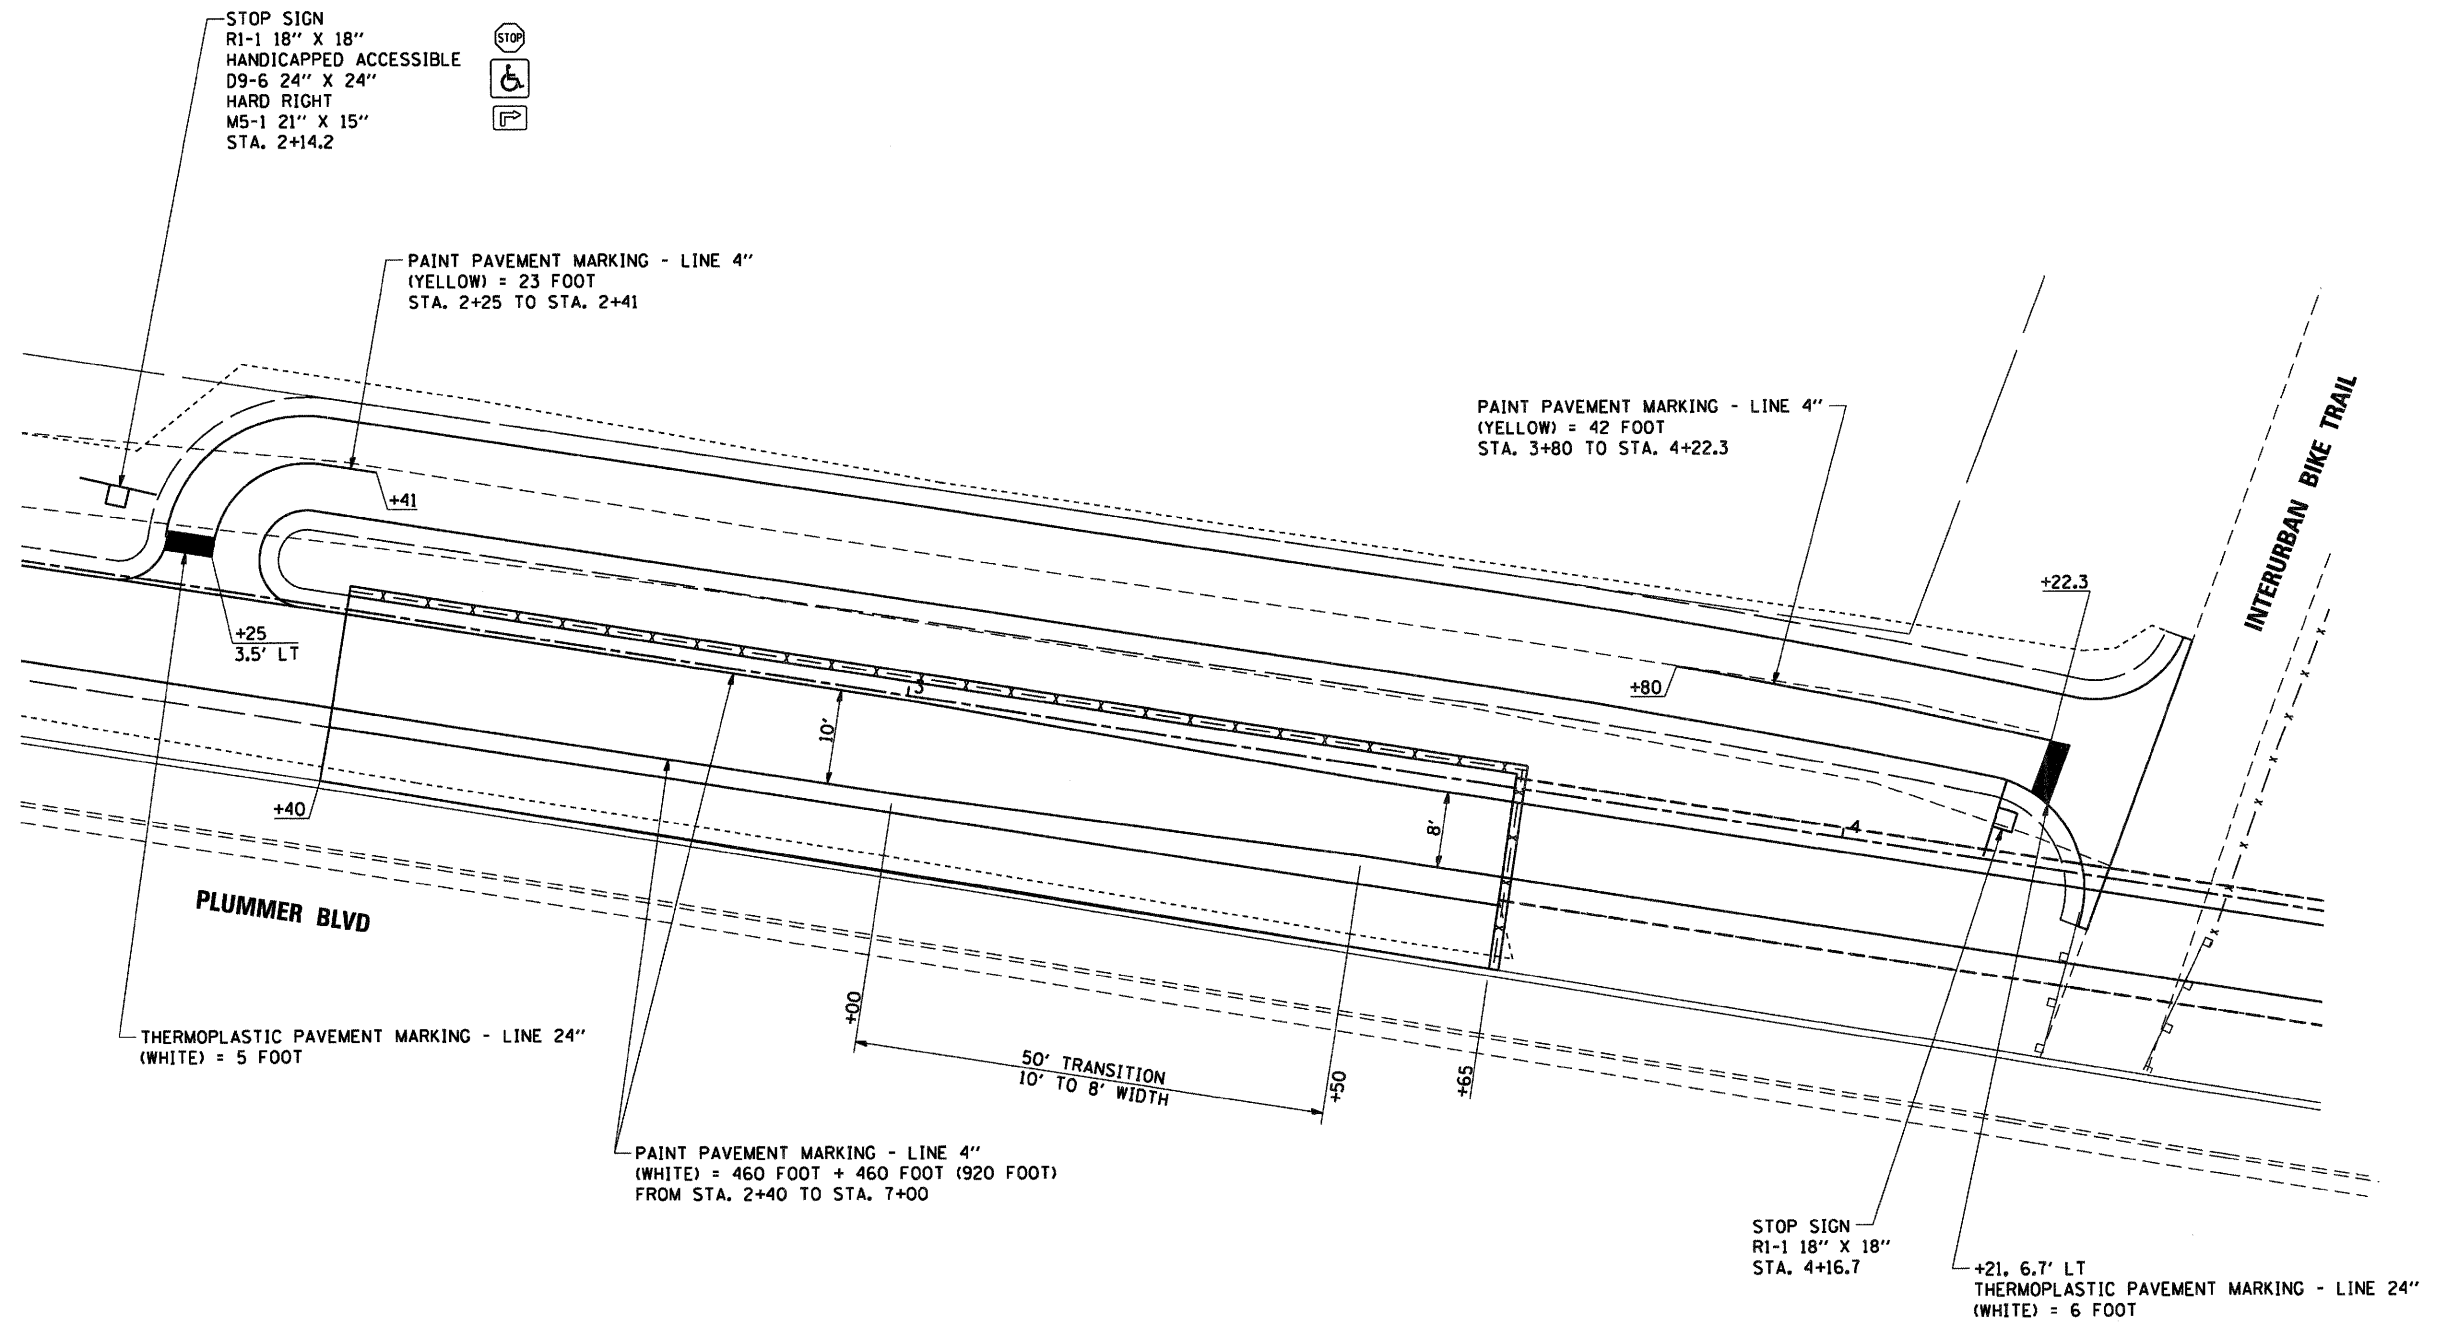 STOP SIGN
R1-1 18" X 18"
HANDICAPPED ACCESSIBLE
D9-6 24" X 24"
HARD RIGHT
M5-1 21" X 15"
STA. 2+14.2
STOP
PAINT PAVEMENT MARKING - LINE 4"
(YELLOW) = 23 FOOT
STA. 2+25 TO STA. 2+41
PAINT PAVEMENT MARKING - LINE 4"
(YELLOW) = 42 FOOT
STA. 3+80 TO STA. 4+22.3
INTERURBAN BIKE TRAIL
+41
+22.3
+25
3.5' LT
+80
3
10'
+40
8'
4
PLUMMER BLVD
+00
50' TRANSITION
10' TO 8' WIDTH
+50
+65
THERMOPLASTIC PAVEMENT MARKING - LINE 24"
(WHITE) = 5 FOOT
PAINT PAVEMENT MARKING - LINE 4"
(WHITE) = 460 FOOT + 460 FOOT (920 FOOT)
FROM STA. 2+40 TO STA. 7+00
STOP SIGN
R1-1 18" X 18"
STA. 4+16.7
+21, 6.7' LT
THERMOPLASTIC PAVEMENT MARKING - LINE 24"
(WHITE) = 6 FOOT